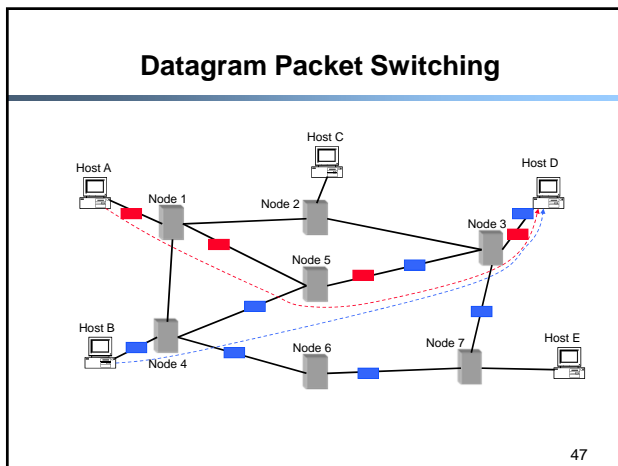 Datagram Packet Switching
Host C
Host A
Host D
Node 1
Node 2
Node 3
Node 5
Host B
Node 4
Node 6
Node 7
Host E
47